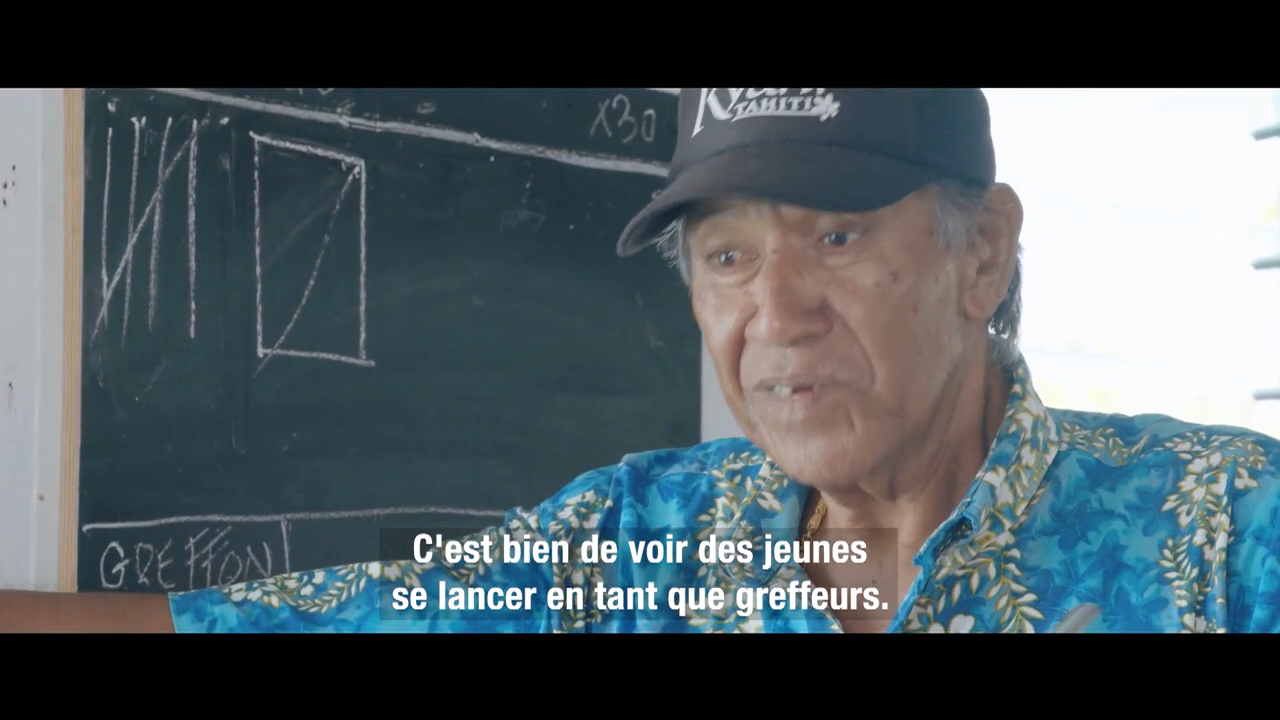 x30
TAHITI
GREFFON
C'est bien de voir des jeunes
se lancer en tant que greffeurs.